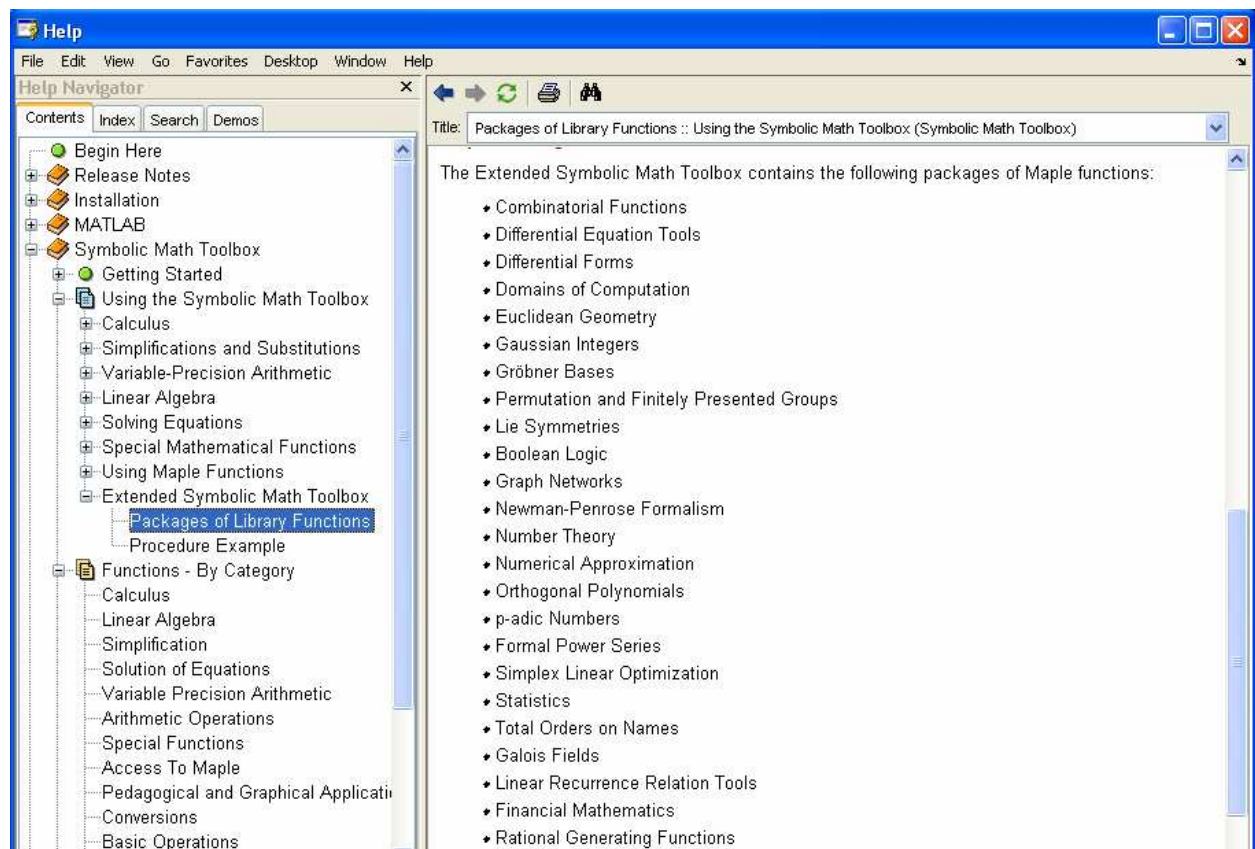 Help
File Edit View Go Favorites Desktop Window Help
Help Navigator
Contents Index Search Demos
Begin Here
Release Notes
Installation
MATLAB
Symbolic Math Toolbox
Getting Started
Using the Symbolic Math Toolbox
Calculus
Simplifications and Substitutions
Variable-Precision Arithmetic
Linear Algebra
Solving Equations
Special Mathematical Functions
Using Maple Functions
Extended Symbolic Math Toolbox
Packages of Library Functions
Procedure Example
Functions - By Category
Calculus
Linear Algebra
Simplification
Solution of Equations
Variable Precision Arithmetic
Arithmetic Operations
Special Functions
Access To Maple
Pedagogical and Graphical Applicati
Conversions
Basic Operations
Title: Packages of Library Functions :: Using the Symbolic Math Toolbox (Symbolic Math Toolbox)
The Extended Symbolic Math Toolbox contains the following packages of Maple functions:
Combinatorial Functions
Differential Equation Tools
Differential Forms
Domains of Computation
Euclidean Geometry
Gaussian Integers
Gröbner Bases
Permutation and Finitely Presented Groups
Lie Symmetries
Boolean Logic
Graph Networks
Newman-Penrose Formalism
Number Theory
Numerical Approximation
Orthogonal Polynomials
p-adic Numbers
Formal Power Series
Simplex Linear Optimization
Statistics
Total Orders on Names
Galois Fields
Linear Recurrence Relation Tools
Financial Mathematics
Rational Generating Functions